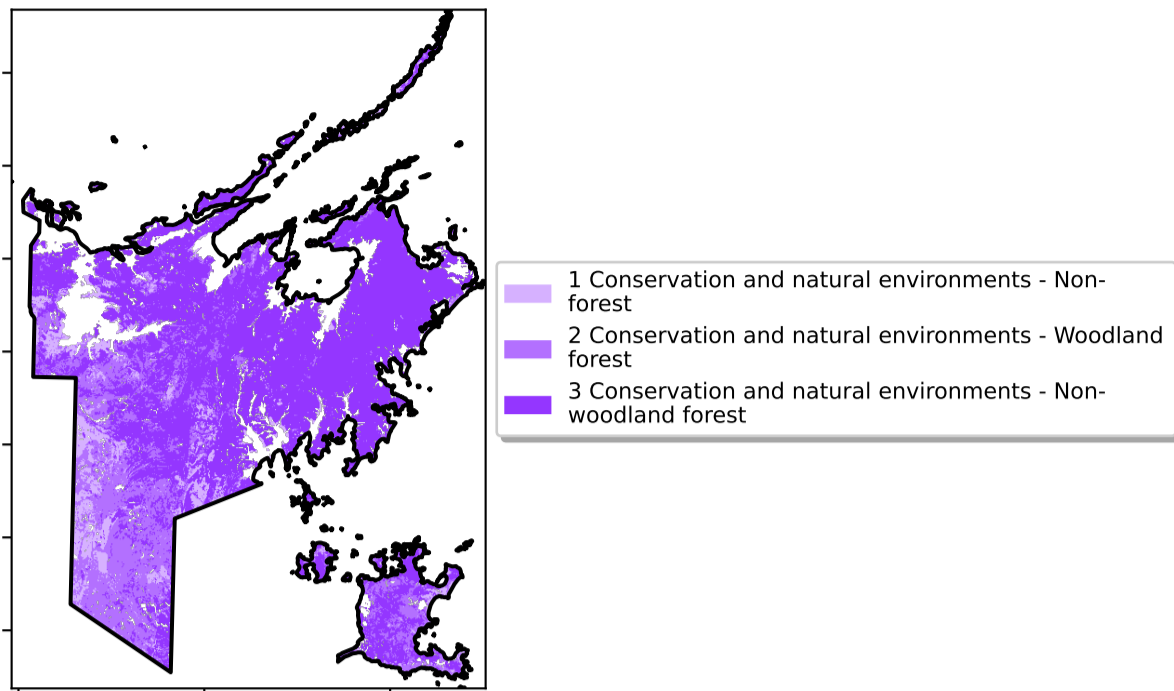 1 Conservation and natural environments - Non-
forest
2 Conservation and natural environments - Woodland
forest
3 Conservation and natural environments - Non-
woodland forest